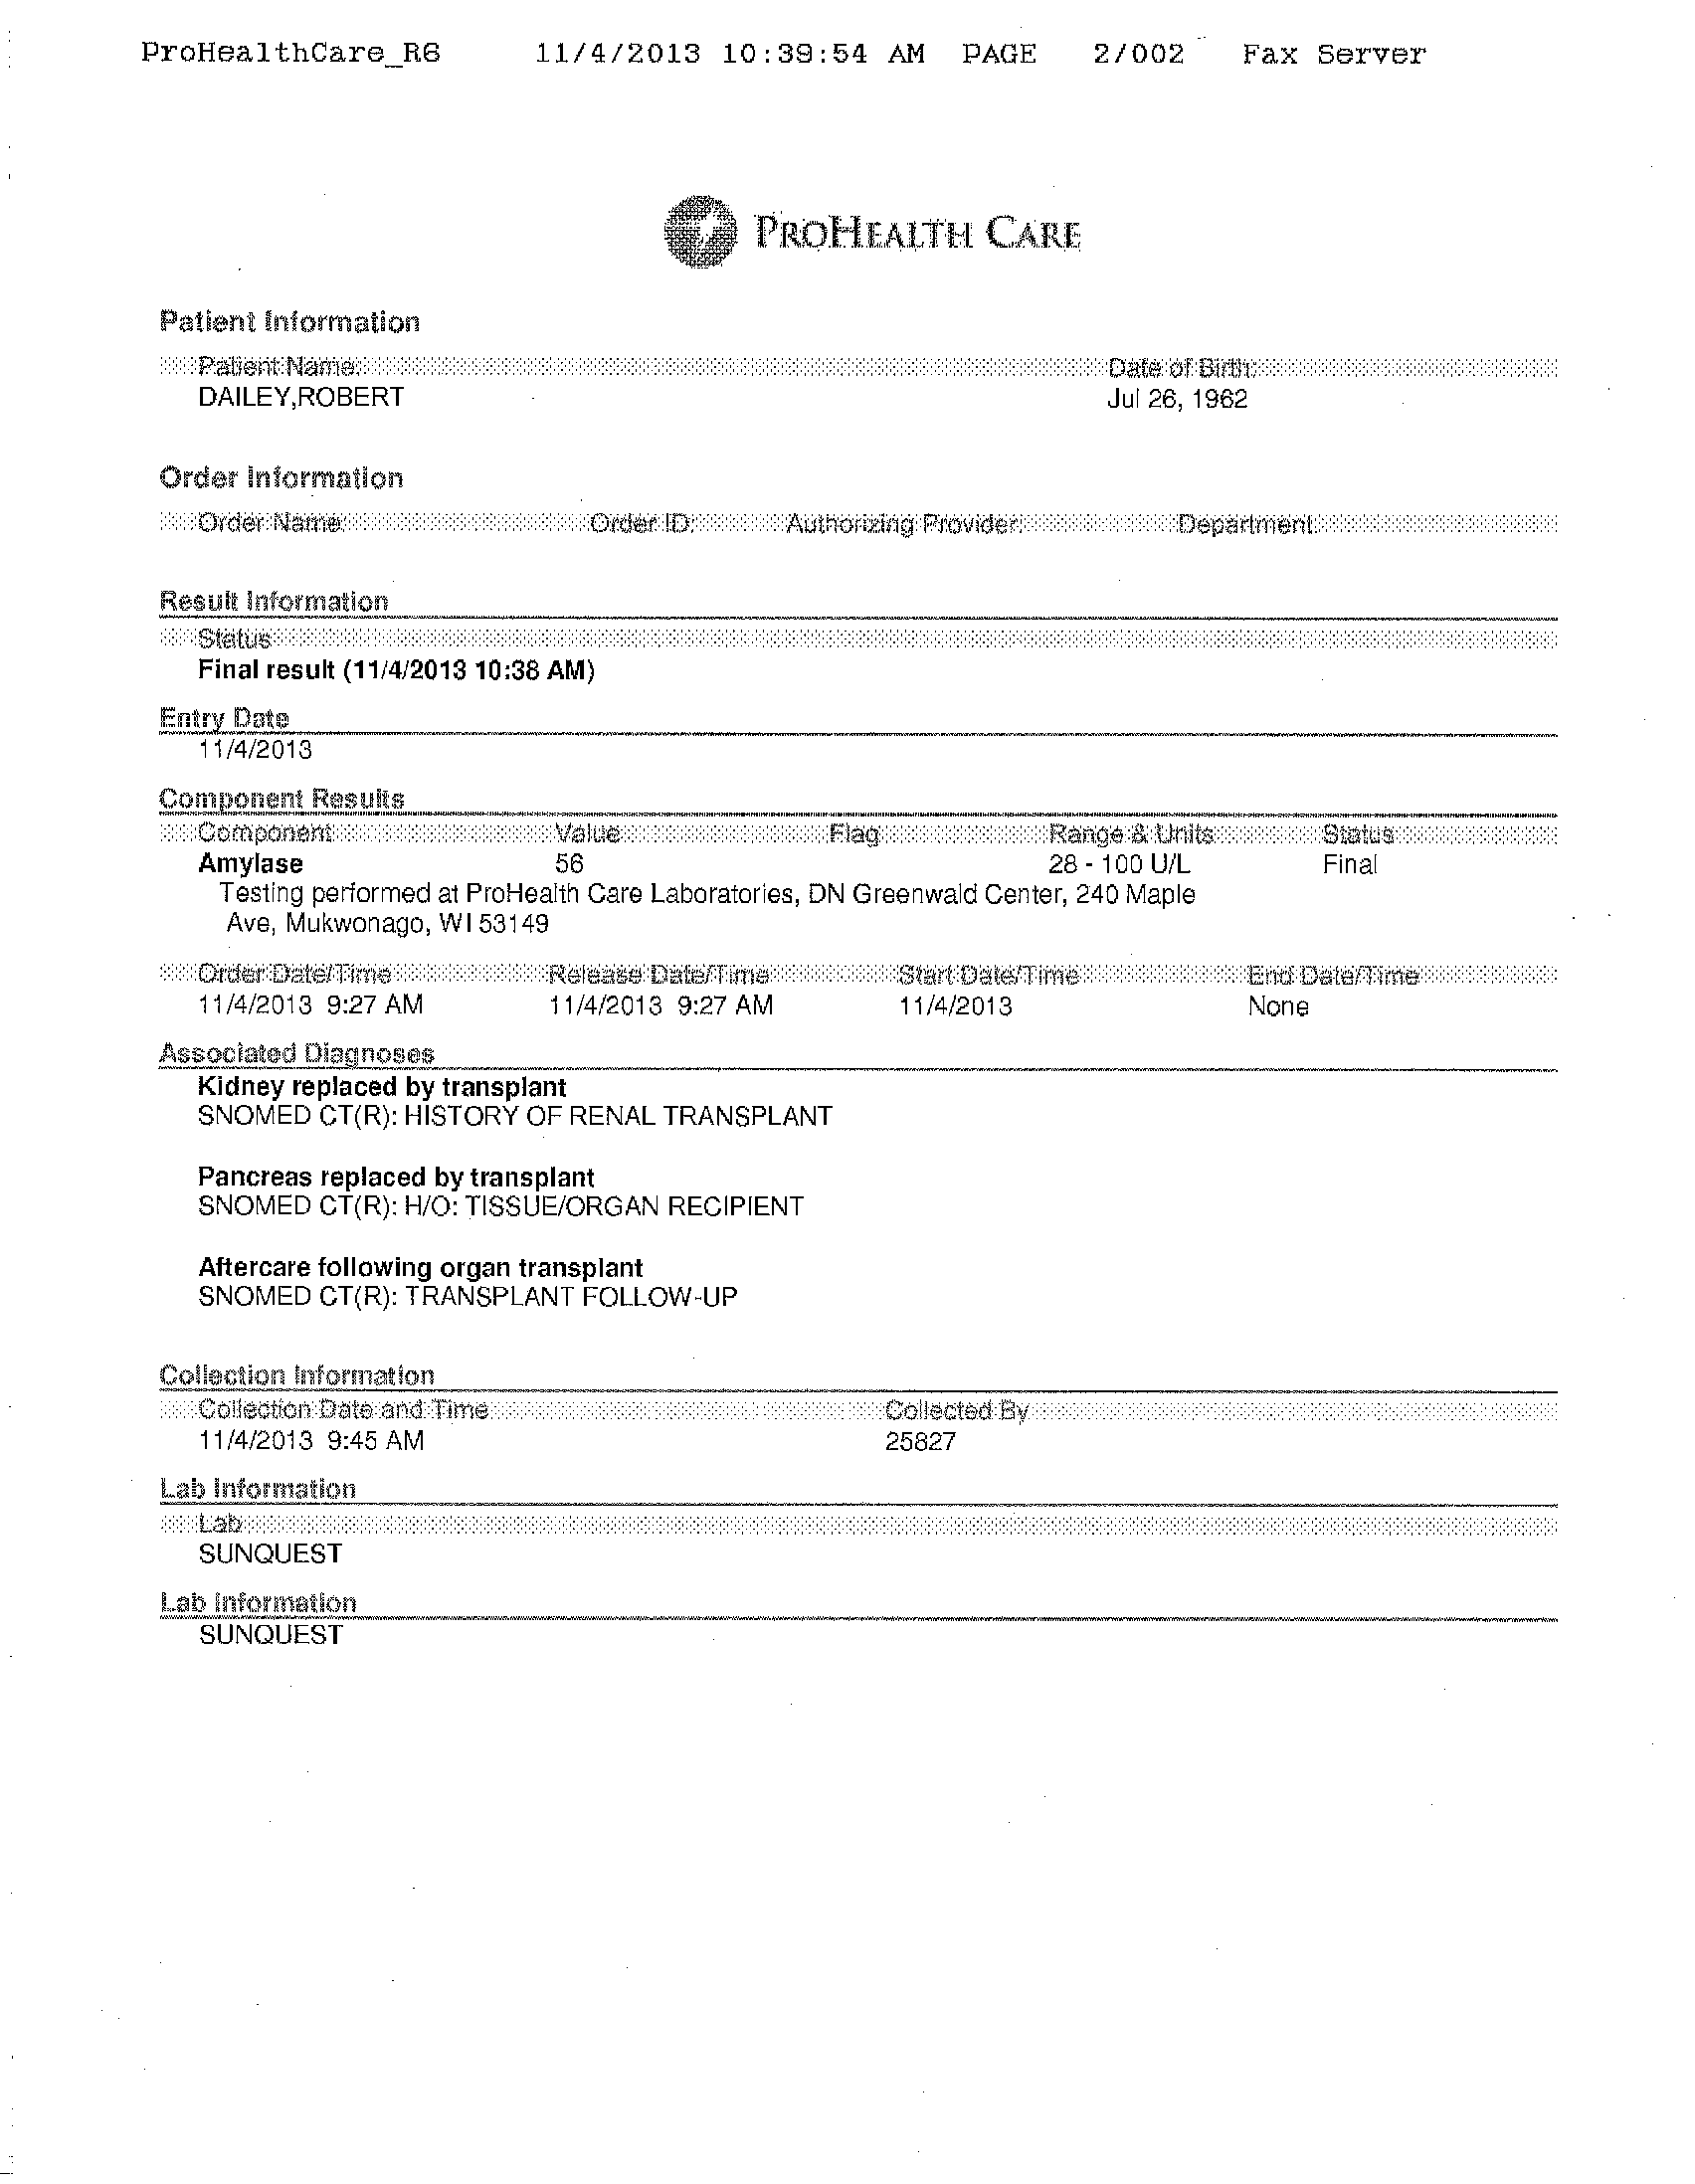 ProHealthCare_R6 11/4/2013 10:39:54 AM PAGE 2/002 Fax Server
PROHEALTH CARE
Patient Information
Patient Name: Date of Birth:
DAILEY,ROBERT Jul 26, 1962
Order Information
Order Name: Order ID: Authorizing Provider: Department:
Result Information
Status
Final result (11/4/2013 10:38 AM)
Entry Date
11/4/2013
Component Results
Component Value Flag Range & Units Status
Amylase 56 28 - 100 U/L Final
Testing performed at ProHealth Care Laboratories, DN Greenwald Center, 240 Maple
Ave, Mukwonago, WI 53149
Order Date/Time Release Date/Time Start Date/Time End Date/Time
11/4/2013 9:27 AM 11/4/2013 9:27 AM 11/4/2013 None
Associated Diagnoses
Kidney replaced by transplant
SNOMED CT(R): HISTORY OF RENAL TRANSPLANT
Pancreas replaced by transplant
SNOMED CT(R): H/O: TISSUE/ORGAN RECIPIENT
Aftercare following organ transplant
SNOMED CT(R): TRANSPLANT FOLLOW-UP
Collection Information
Collection Date and Time Collected By
11/4/2013 9:45 AM 25827
Lab Information
Lab
SUNQUEST
Lab Information
SUNQUEST